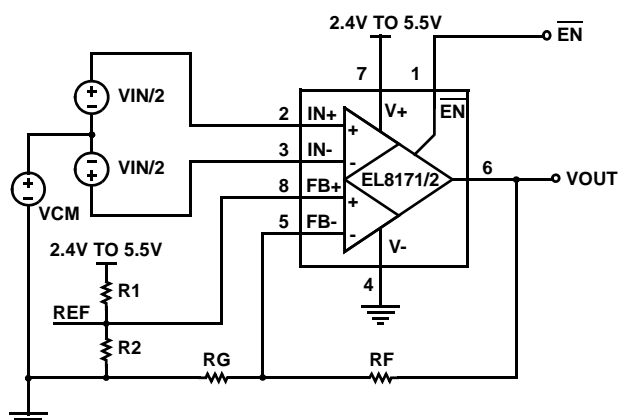 2.4V TO 5.5V
EN
7
1
VIN/2
2
IN+
+
-
V+
EN
+
-
VIN/2
3
IN-
-
+
-
+
EL8171/2
6
VOUT
8
FB+
+
VCM
5
FB-
-
V-
2.4V TO 5.5V
4
R1
REF
R2
RG
RF